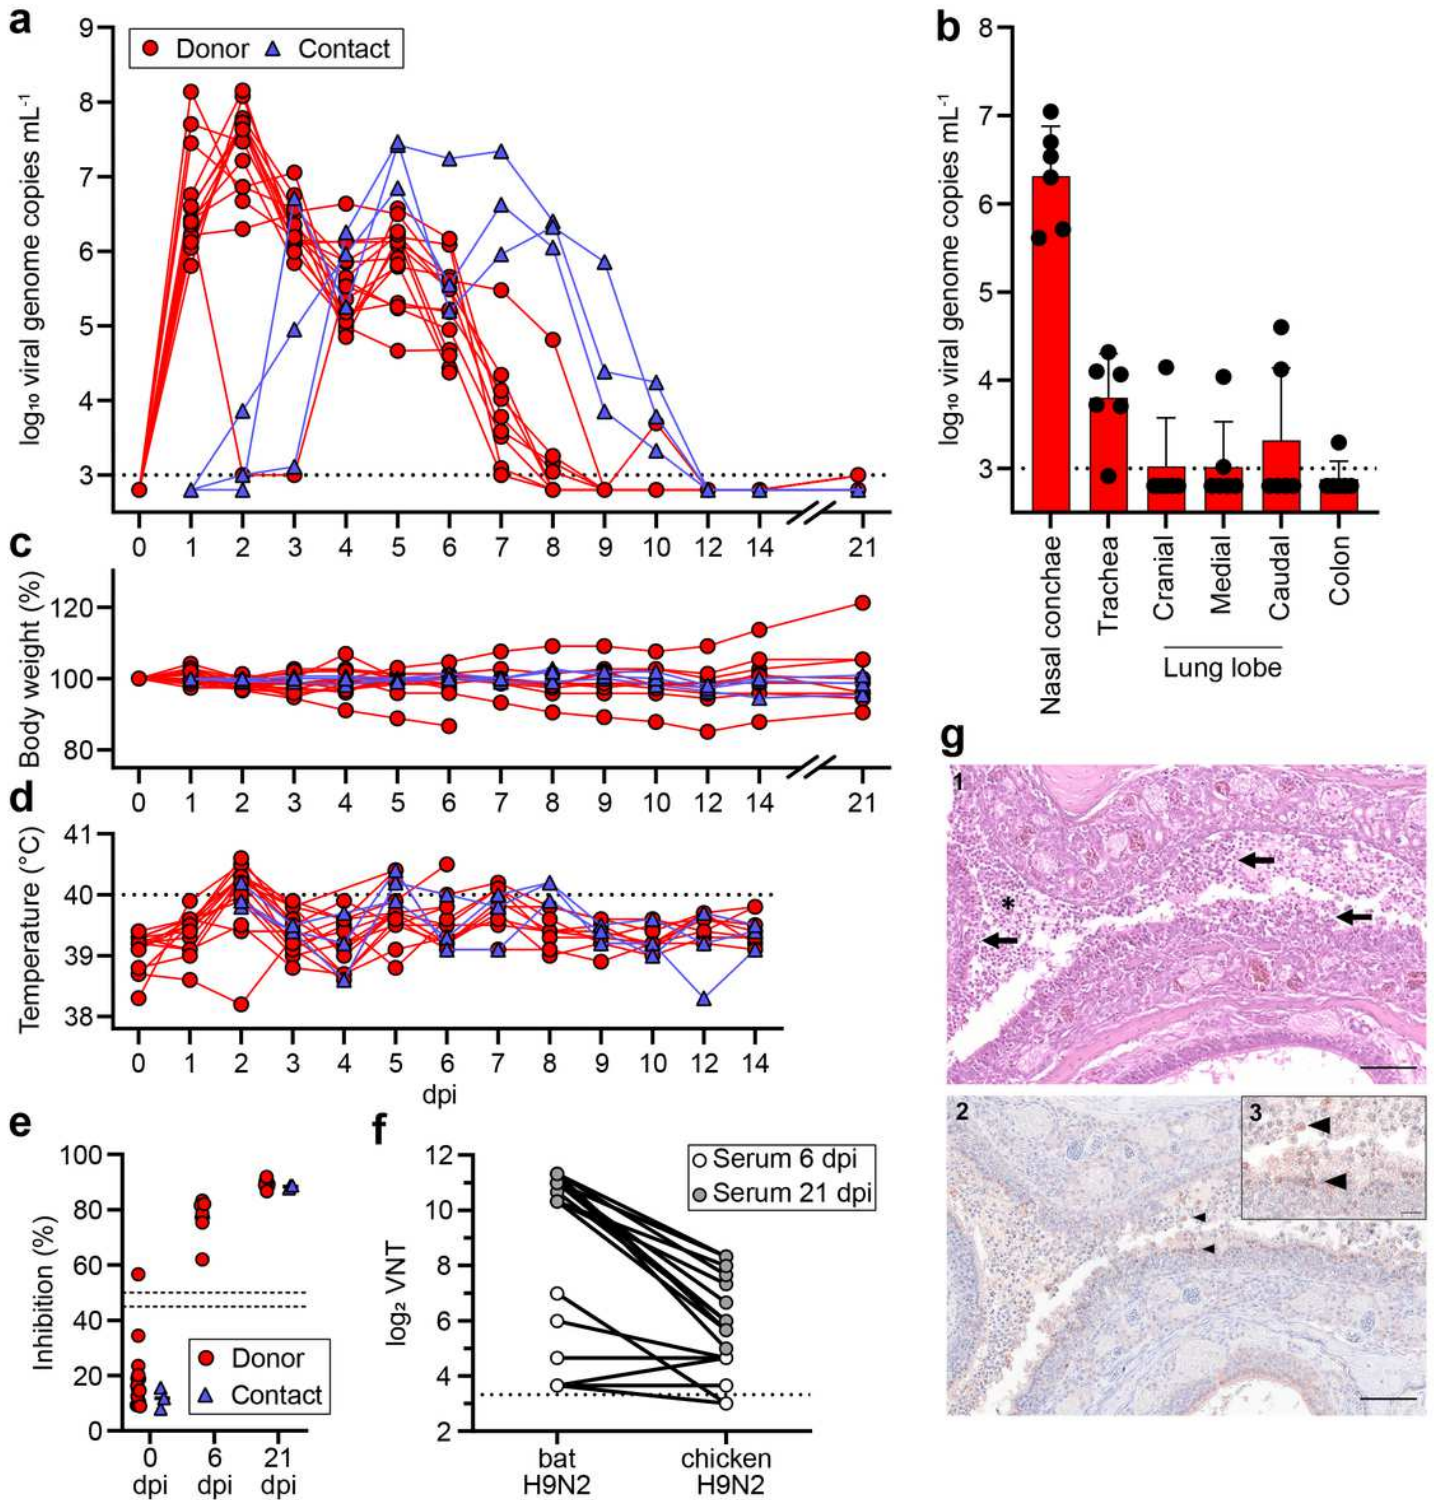 a
9
8
7
6
5
4
3
log₁₀ viral genome copies mL⁻¹
Donor Contact
0 1 2 3 4 5 6 7 8 9 10 12 14 21
b
8
7
6
5
4
3
log₁₀ viral genome copies mL⁻¹
Nasal conchae
Trachea
Cranial
Medial
Caudal
Colon
Lung lobe
c
120
100
80
Body weight (%)
0 1 2 3 4 5 6 7 8 9 10 12 14 21
d
41
40
39
38
Temperature (°C)
0 1 2 3 4 5 6 7 8 9 10 12 14
dpi
e
100
80
60
40
20
0
Inhibition (%)
Donor
Contact
0 6 21
dpi dpi dpi
f
12
10
8
6
4
2
log₂ VNT
Serum 6 dpi
Serum 21 dpi
bat chicken
H9N2 H9N2
g
1
*
2
3